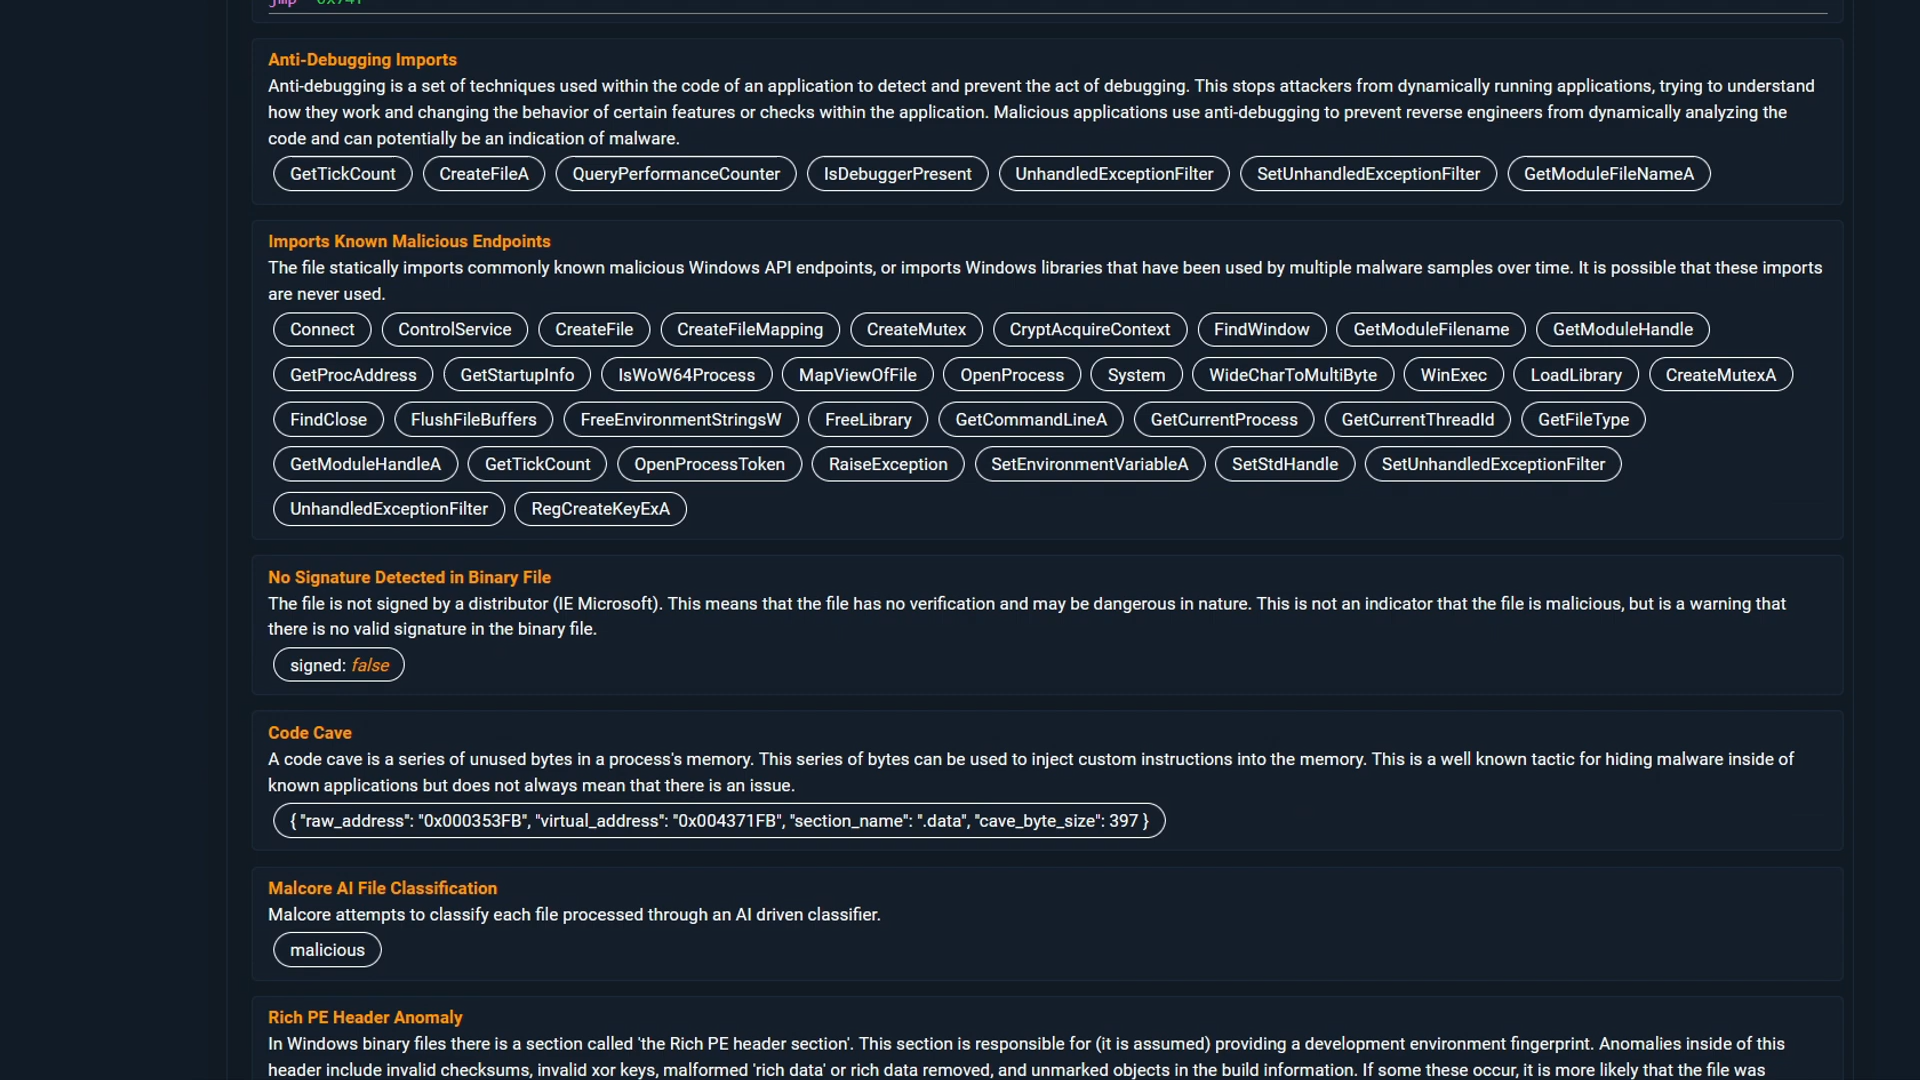 Anti-Debugging Imports
Anti-debugging is a set of techniques used within the code of an application to detect and prevent the act of debugging. This stops attackers from dynamically running applications, trying to understand
how they work and changing the behavior of certain features or checks within the application. Malicious applications use anti-debugging to prevent reverse engineers from dynamically analyzing the
code and can potentially be an indication of malware.
GetTickCount CreateFileA QueryPerformanceCounter IsDebuggerPresent UnhandledExceptionFilter SetUnhandledExceptionFilter GetModuleFileNameA
Imports Known Malicious Endpoints
The file statically imports commonly known malicious Windows API endpoints, or imports Windows libraries that have been used by multiple malware samples over time. It is possible that these imports
are never used.
Connect ControlService CreateFile CreateFileMapping CreateMutex CryptAcquireContext FindWindow GetModuleFilename GetModuleHandle
GetProcAddress GetStartupInfo IsWoW64Process MapViewOfFile OpenProcess System WideCharToMultiByte WinExec LoadLibrary CreateMutexA
FindClose FlushFileBuffers FreeEnvironmentStringsW FreeLibrary GetCommandLineA GetCurrentProcess GetCurrentThreadId GetFileType
GetModuleHandleA GetTickCount OpenProcessToken RaiseException SetEnvironmentVariableA SetStdHandle SetUnhandledExceptionFilter
UnhandledExceptionFilter RegCreateKeyExA
No Signature Detected in Binary File
The file is not signed by a distributor (IE Microsoft). This means that the file has no verification and may be dangerous in nature. This is not an indicator that the file is malicious, but is a warning that
there is no valid signature in the binary file.
signed: false
Code Cave
A code cave is a series of unused bytes in a process's memory. This series of bytes can be used to inject custom instructions into the memory. This is a well known tactic for hiding malware inside of
known applications but does not always mean that there is an issue.
{ "raw_address": "0x000353FB", "virtual_address": "0x004371FB", "section_name": ".data", "cave_byte_size": 397 }
Malcore AI File Classification
Malcore attempts to classify each file processed through an AI driven classifier.
malicious
Rich PE Header Anomaly
In Windows binary files there is a section called 'the Rich PE header section'. This section is responsible for (it is assumed) providing a development environment fingerprint. Anomalies inside of this
header include invalid checksums, invalid xor keys, malformed 'rich data' or rich data removed, and unmarked objects in the build information. If some these occur, it is more likely that the file was